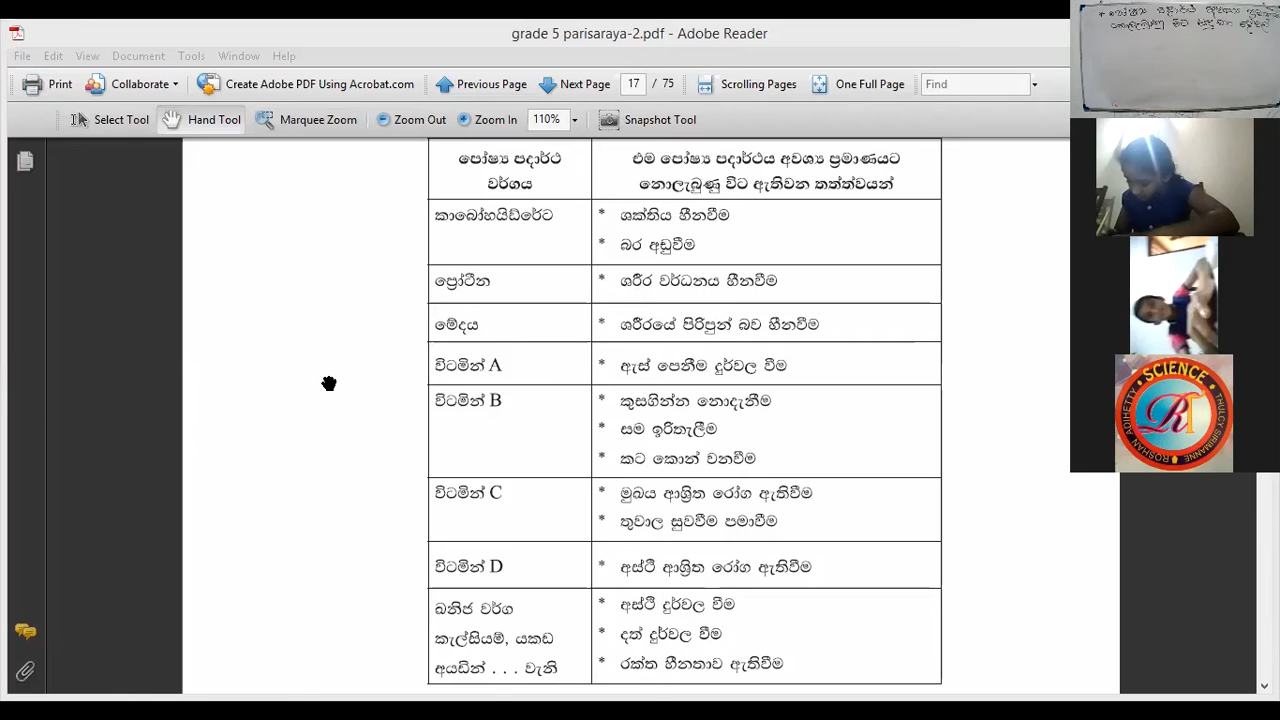 grade 5 parisaraya-2.pdf - Adobe Reader
File Edit View Document Tools Window Help
Print Collaborate Create Adobe PDF Using Acrobat.com Previous Page Next Page 17 / 75 Scrolling Pages One Full Page Find
Select Tool Hand Tool Marquee Zoom Zoom Out Zoom In 110% Snapshot Tool
පෝෂ්‍ය පදාර්ථ වර්ගය
එම පෝෂ්‍ය පදාර්ථය අවශ්‍ය ප්‍රමාණයට
නොලැබුණු විට ඇතිවන තත්ත්වයන්
කාබෝහයිඩ්රේට * ශක්තිය හීනවීම
* බර අඩුවීම
ප්‍රෝටීන * ශරීර වර්ධනය හීනවීම
මේදය * ශරීරයේ පිරිපුන් බව හීනවීම
විටමින් A * ඇස් පෙනීම දුර්වල වීම
විටමින් B * කුසගින්න නොදැනීම
* සම ඉරිතැලීම
* කට කොන් වනවීම
විටමින් C * මුඛය ආශ්‍රිත රෝග ඇතිවීම
* තුවාල සුවවීම පමාවීම
විටමින් D * අස්ථි ආශ්‍රිත රෝග ඇතිවීම
ඛනිජ වර්ග * අස්ථි දුර්වල වීම
කැල්සියම්, යකඩ * දත් දුර්වල වීම
අයඩින් . . . වැනි * රක්ත හීනතාව ඇතිවීම
SCIENCE
RT
ROSHAN ADIHETTY
THULCY SIRIMANNE